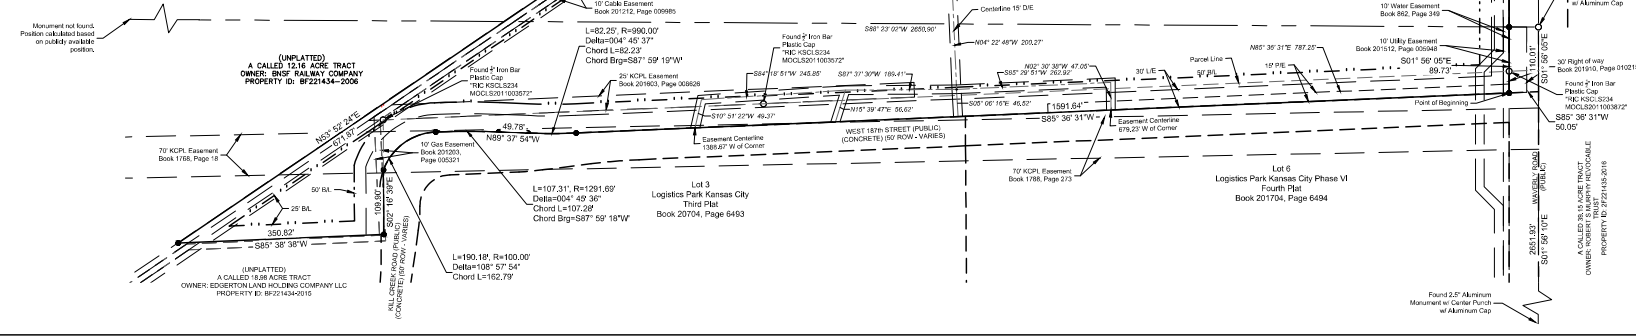 Monument not found.
Position calculated based
on publicly available
position.
(UNPLATTED)
A CALLED 12.16 ACRE TRACT
OWNER: BNSF RAILWAY COMPANY
PROPERTY ID: BF221434-2006
10' Cable Easement
Book 201212, Page 009985
L=82.25', R=990.00'
Delta=004° 45' 37"
Chord L=82.23'
Chord Brg=S87° 59' 19"W'
Found ½" Iron Bar
Plastic Cap
"RIC KSCLS234
MOCLS2011003572"
25' KCPL Easement
Book 201603, Page 006626
Found ½" Iron Bar
Plastic Cap
"RIC KSCLS234
MOCLS2011003572"
Centerline 15' D/E
S88° 23' 02"W 2650.90'
N04° 22' 48"W 200.27'
S84° 18' 51"W 245.85'
S87° 37' 30"W 189.41'
N02° 30' 38"W 47.05'
S85° 29' 51"W 262.92'
N85° 36' 31"E 787.25'
30' L/E
Parcel Line
50' B/L
15' P/E
10' Water Easement
Book 862, Page 349
w/ Aluminum Cap
10' Utility Easement
Book 201512, Page 005948
S01° 56' 05"E
89.73'
1110.01'
S01° 56' 05"E
30' Right of way
Book 201910, Page 01021
Found ½" Iron Bar
Plastic Cap
"RIC KSCLS234
MOCLS2011003872"
S85° 36' 31"W
50.05'
Point of Beginning
N53° 52' 24"E
671.87'
S10° 51' 22"W 49.37'
N15° 39' 47"E 56.62'
S05° 06' 16"E 46.52'
1591.64'
S85° 36' 31"W
49.78'
N89° 37' 54"W
Easement Centerline
1388.67' W of Corner
WEST 187th STREET (PUBLIC)
(CONCRETE) (50' ROW - VARIES)
Easement Centerline
679.23' W of Corner
70' KCPL Easement
Book 1768, Page 18
10' Gas Easement
Book 201203,
Page 005321
70' KCPL Easement
Book 1788, Page 273
50' B/L
25' B/L
109.90'
S02° 16' 39"E
L=107.31', R=1291.69'
Delta=004° 45' 36"
Chord L=107.28'
Chord Brg=S87° 59' 18"W'
Lot 3
Logistics Park Kansas City
Third Plat
Book 20704, Page 6493
Lot 6
Logistics Park Kansas City Phase VI
Fourth Plat
Book 201704, Page 6494
350.82'
S85° 38' 38"W
L=190.18', R=100.00'
Delta=108° 57' 54"
Chord L=162.79'
KILL CREEK ROAD (PUBLIC)
(CONCRETE) (50' ROW - VARIES)
(UNPLATTED)
A CALLED 18.98 ACRE TRACT
OWNER: EDGERTON LAND HOLDING COMPANY LLC
PROPERTY ID: BF221434-2015
WAVERLY ROAD
(PUBLIC)
2651.93'
S01° 56' 10"E
A CALLED 39.15 ACRE TRACT
OWNER: ROBERT S MURPHY REVOCABLE
TRUST
PROPERTY ID: 2F221435-2016
Found 2.5" Aluminum
Monument w/ Center Punch
w/ Aluminum Cap